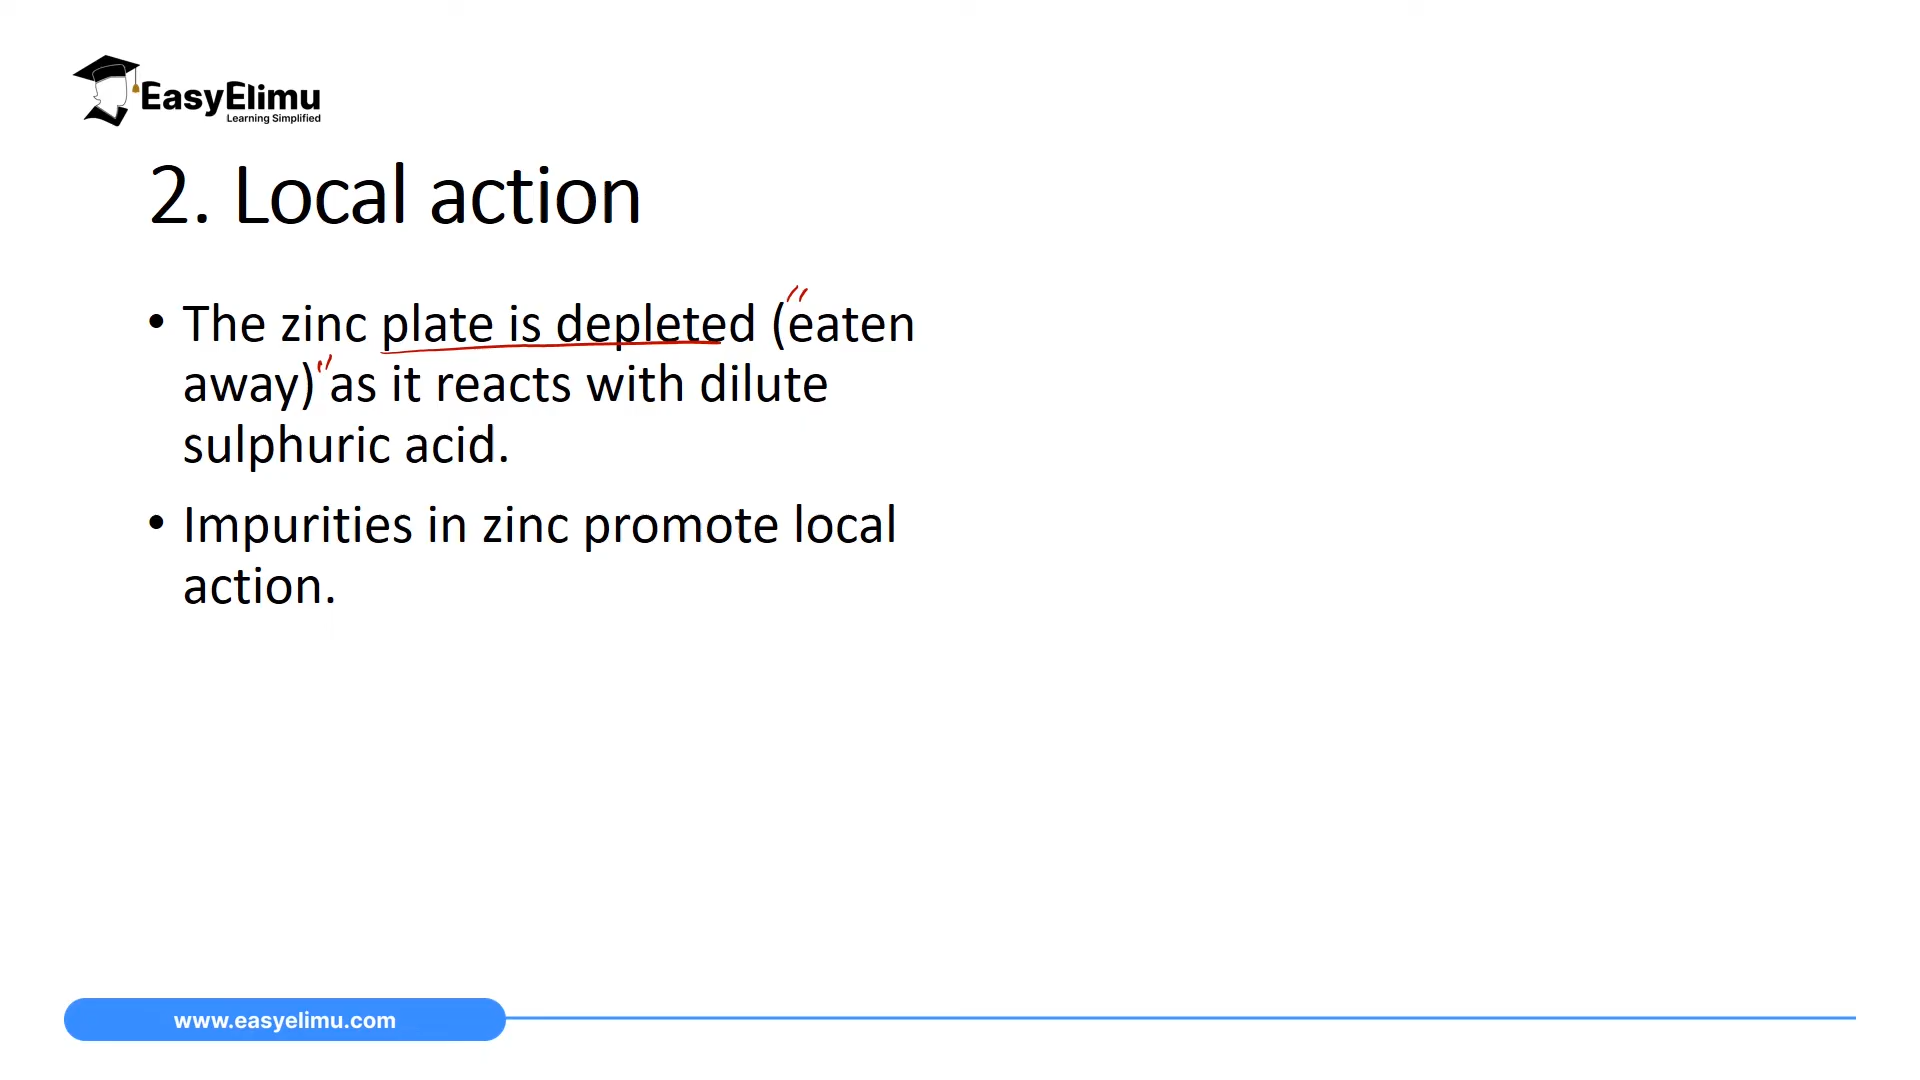 EasyElimu
Learning Simplified
2. Local action
• The zinc plate is depleted (eaten
away) as it reacts with dilute
sulphuric acid.
• Impurities in zinc promote local
action.
www.easyelimu.com